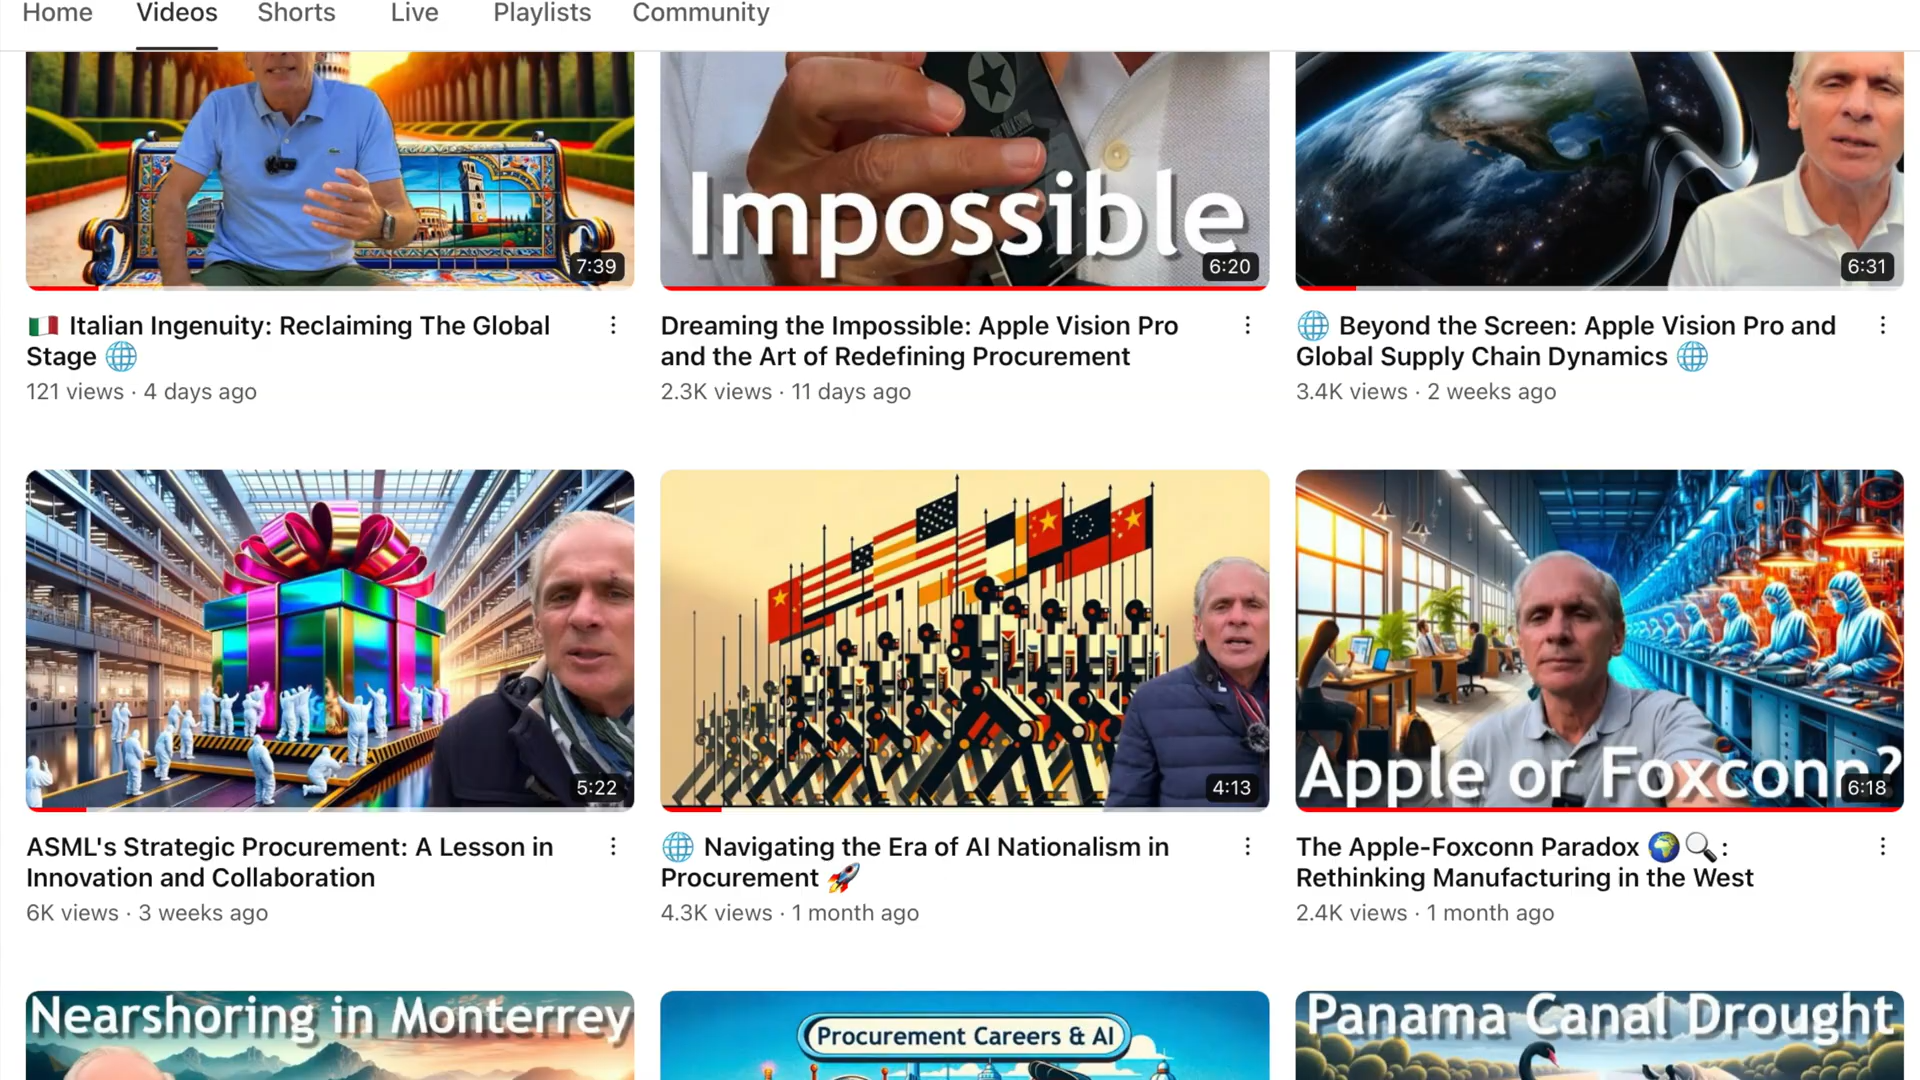 Home Videos Shorts Live Playlists Community
Impossible
7:39
6:20
6:31
🇮🇹 Italian Ingenuity: Reclaiming The Global
Stage 🌐
121 views · 4 days ago
Dreaming the Impossible: Apple Vision Pro
and the Art of Redefining Procurement
2.3K views · 11 days ago
🌐 Beyond the Screen: Apple Vision Pro and
Global Supply Chain Dynamics 🌐
3.4K views · 2 weeks ago
5:22
4:13
Apple or Foxconn?
6:18
ASML's Strategic Procurement: A Lesson in
Innovation and Collaboration
6K views · 3 weeks ago
🌐 Navigating the Era of AI Nationalism in
Procurement 🚀
4.3K views · 1 month ago
The Apple-Foxconn Paradox 🌍🔍:
Rethinking Manufacturing in the West
2.4K views · 1 month ago
Nearshoring in Monterrey
Procurement Careers & AI
Panama Canal Drought